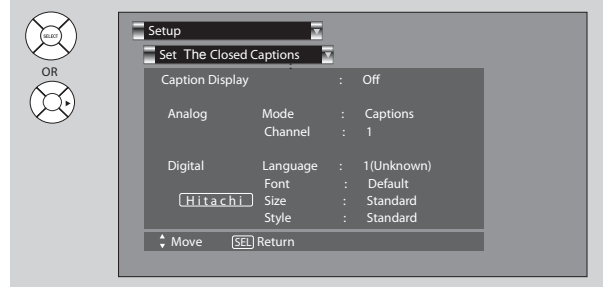 SELECT
OR
Setup
Set The Closed Captions
Caption Display : Off
Analog Mode : Captions
Channel : 1
Digital Language : 1(Unknown)
Font : Default
Hitachi Size : Standard
Style : Standard
Move SEL Return